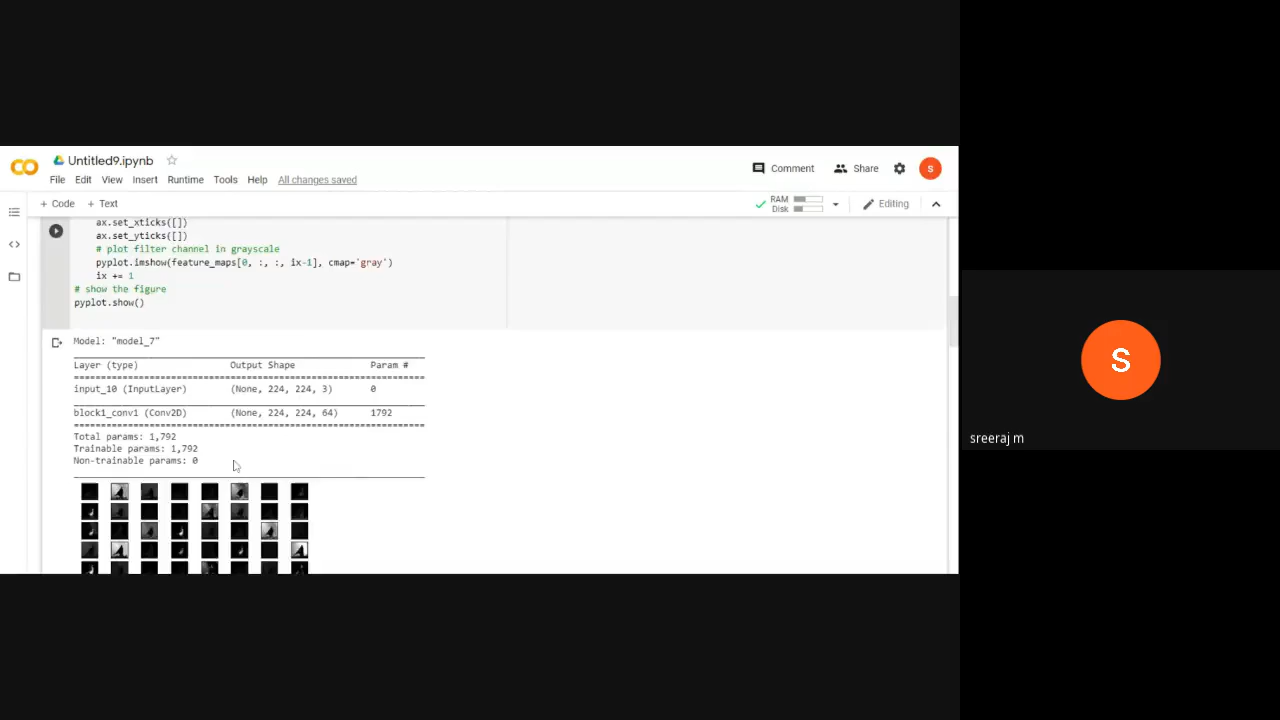 Untitled9.ipynb
File Edit View Insert Runtime Tools Help All changes saved
Comment Share S
+ Code + Text
RAM
Disk
Editing
ax.set_xticks([])
ax.set_yticks([])
# plot filter channel in grayscale
pyplot.imshow(feature_maps[0, :, :, ix-1], cmap='gray')
ix += 1
# show the figure
pyplot.show()
Model: "model_7"
Layer (type) Output Shape Param #
input_10 (InputLayer) (None, 224, 224, 3) 0
block1_conv1 (Conv2D) (None, 224, 224, 64) 1792
Total params: 1,792
Trainable params: 1,792
Non-trainable params: 0
S
sreeraj m